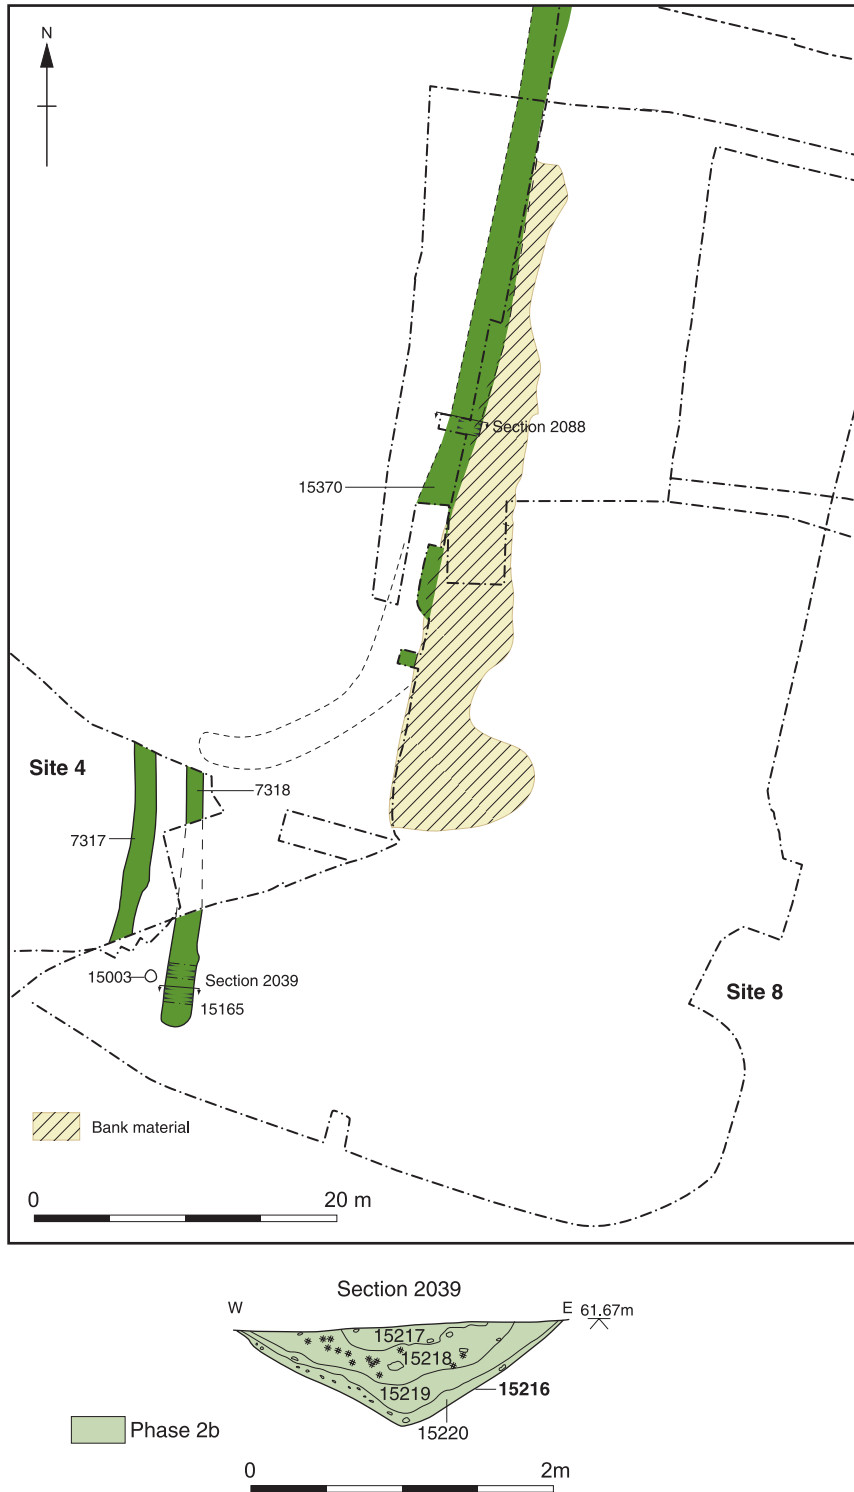 N
Section 2088
15370
Site 4
7318
7317
15003
Section 2039
15165
Site 8
Bank material
0 20 m
Section 2039
W E 61.67m
15217
15218
15219
15216
15220
Phase 2b
0 2m